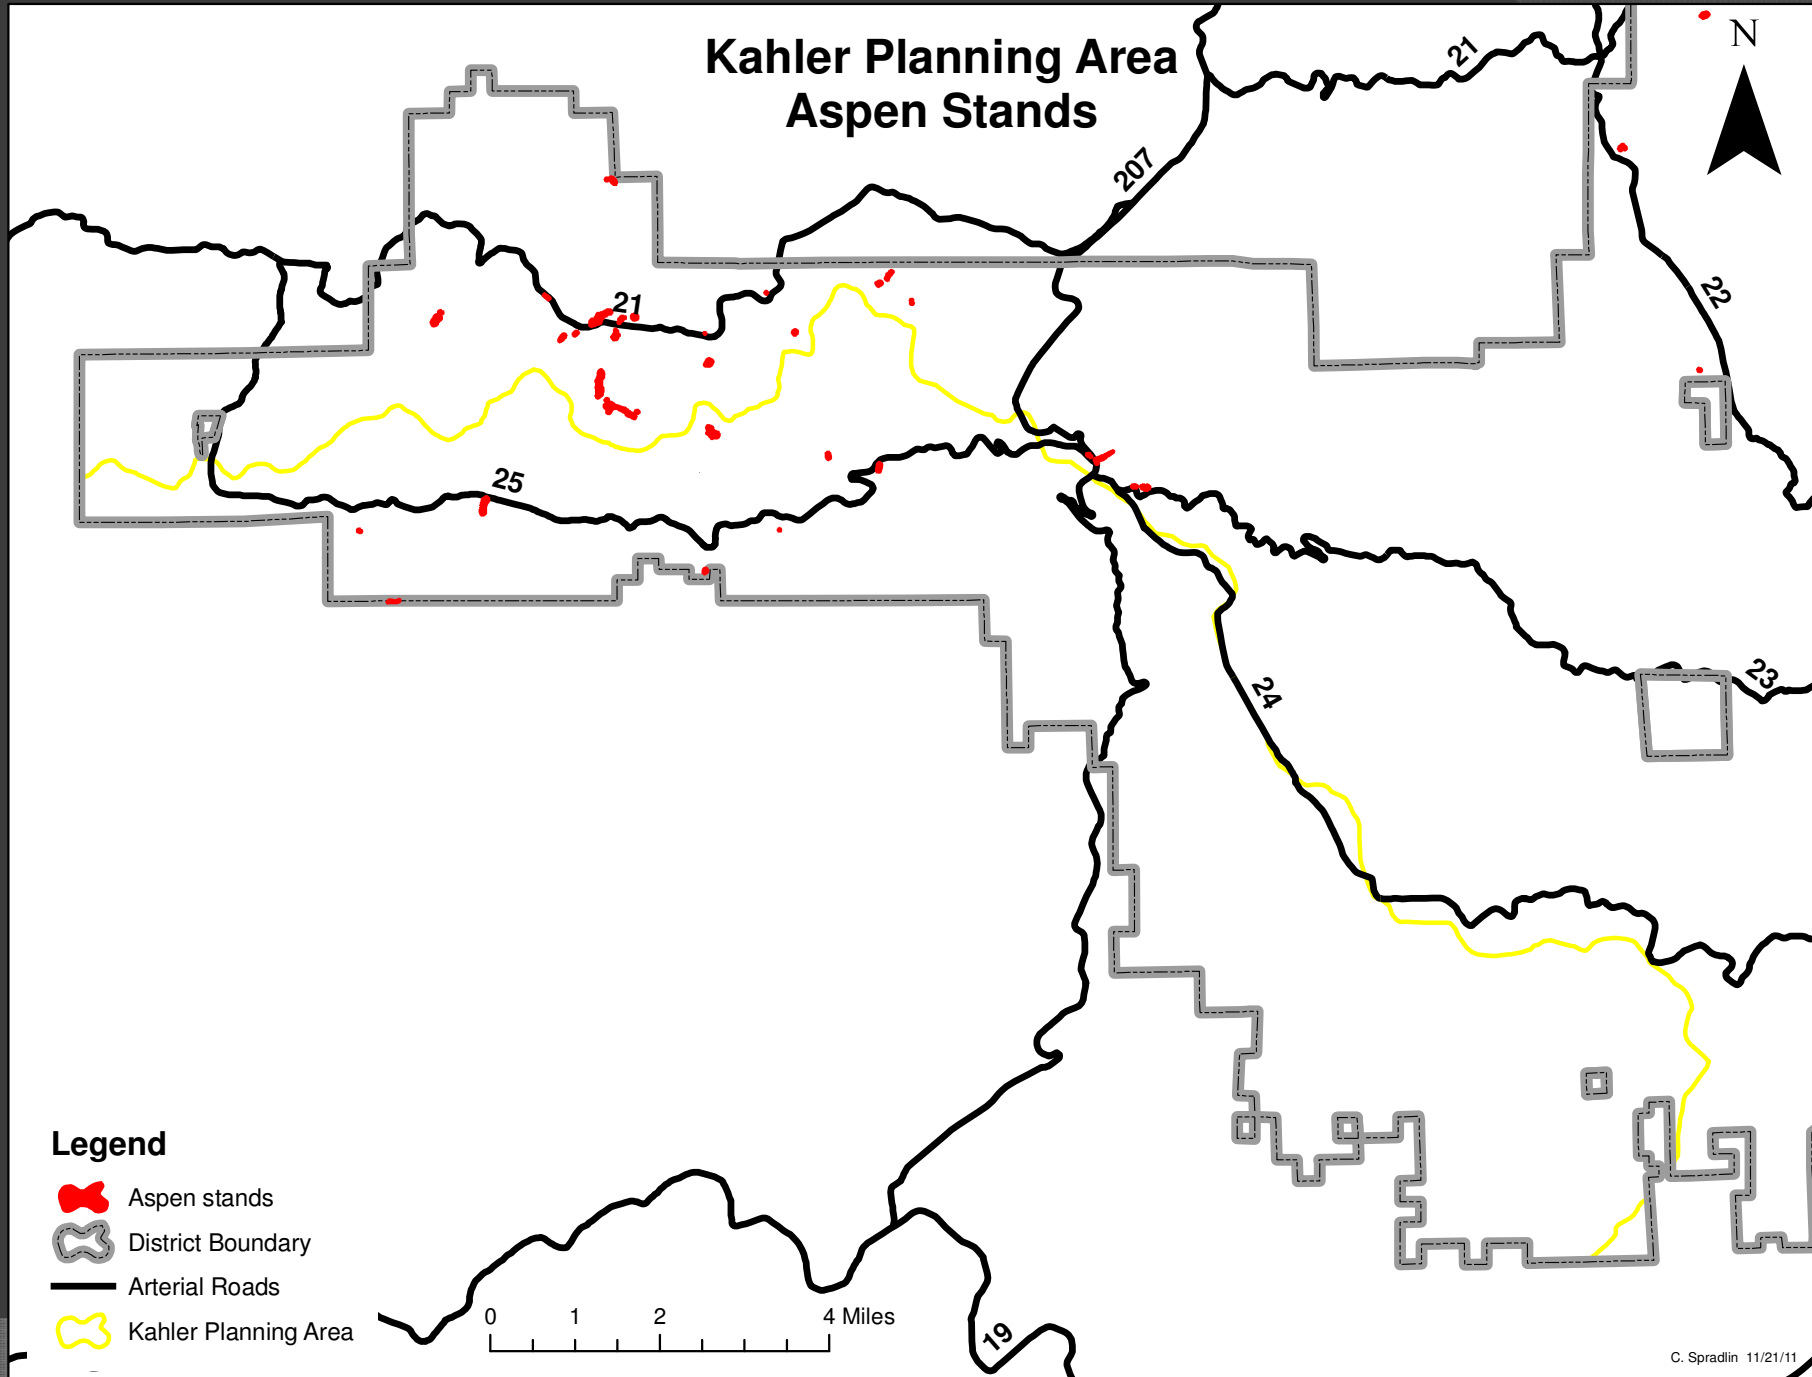 Kahler Planning Area
Aspen Stands
N
21
207
22
21
25
24
23
19
Legend
Aspen stands
District Boundary
Arterial Roads
Kahler Planning Area
0 1 2 4 Miles
C. Spradlin 11/21/11